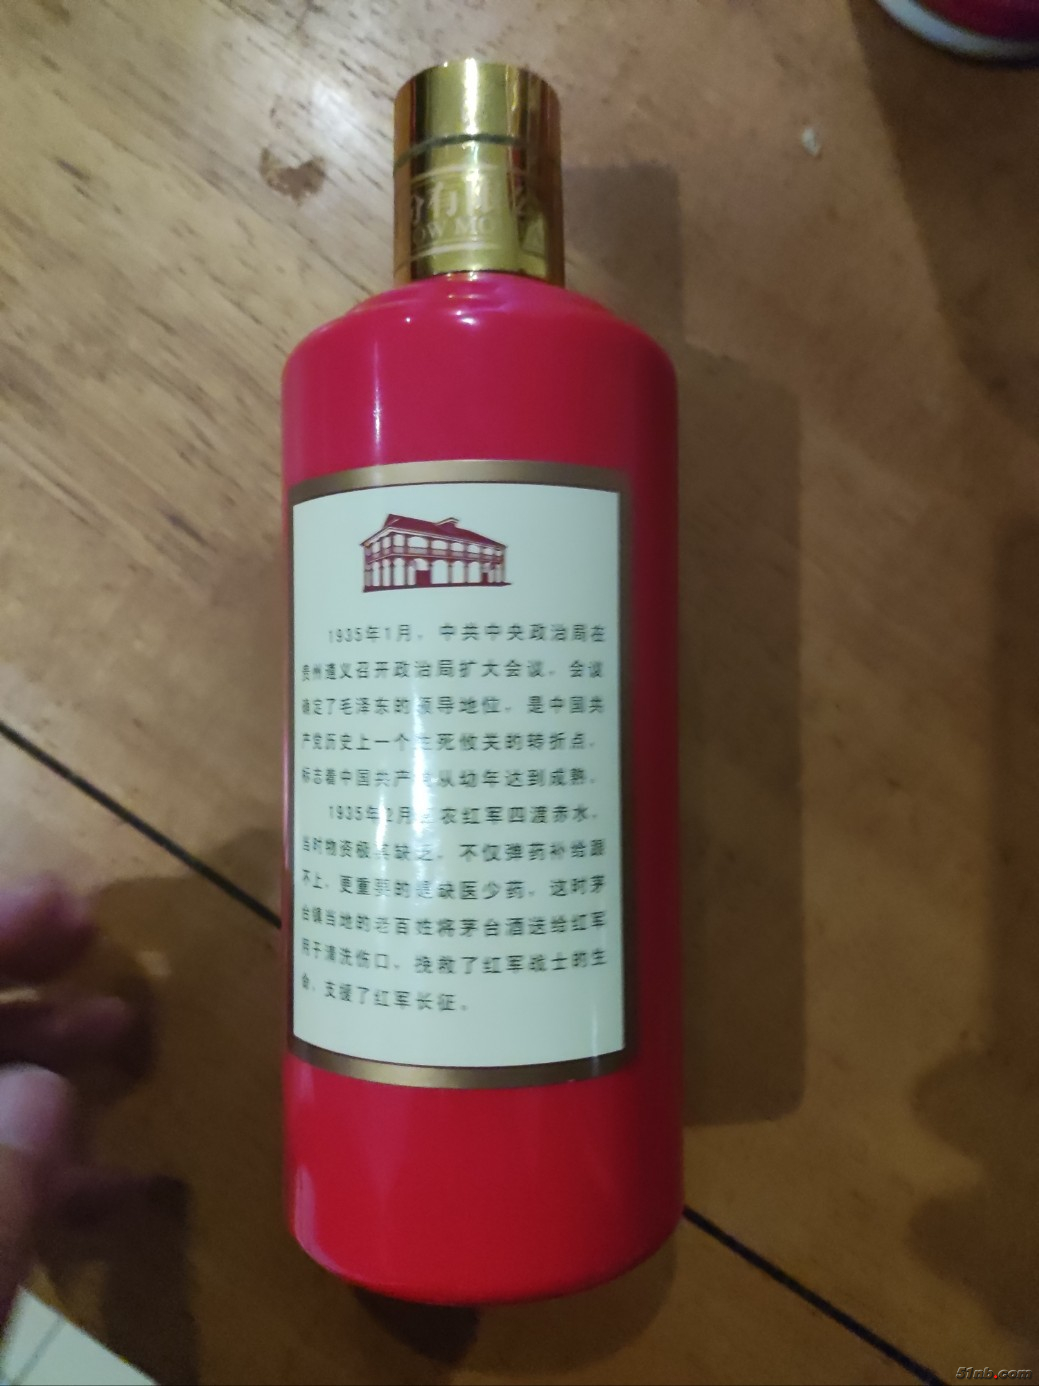 份有限公
OW MO
1935年1月，中共中央政治局在
贵州遵义召开政治局扩大会议。会议
确定了毛泽东的领导地位，是中国共
产党历史上一个生死攸关的转折点，
标志着中国共产党从幼年达到成熟。
1935年2月工农红军四渡赤水，
当时物资极其缺乏，不仅弹药补给跟
不上，更重要的是缺医少药，这时茅
台镇当地的老百姓将茅台酒送给红军
用于清洗伤口，挽救了红军战士的生
命，支援了红军长征。
51nb.com